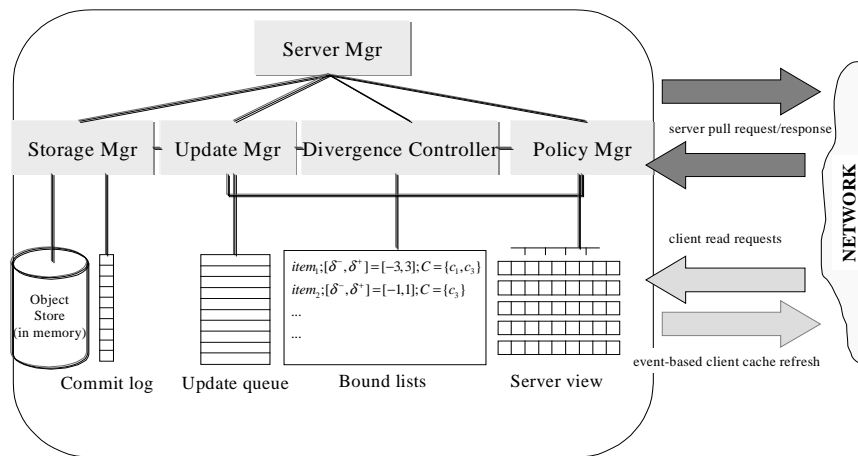 Server Mgr
Storage Mgr
Update Mgr
Divergence Controller
Policy Mgr
Object
Store
(in memory)
Commit log
Update queue
item₁;[δ⁻,δ⁺]=[-3,3];C={c₁,c₃}
item₂;[δ⁻,δ⁺]=[-1,1];C={c₃}
...
...
Bound lists
Server view
server pull request/response
client read requests
event-based client cache refresh
NETWORK